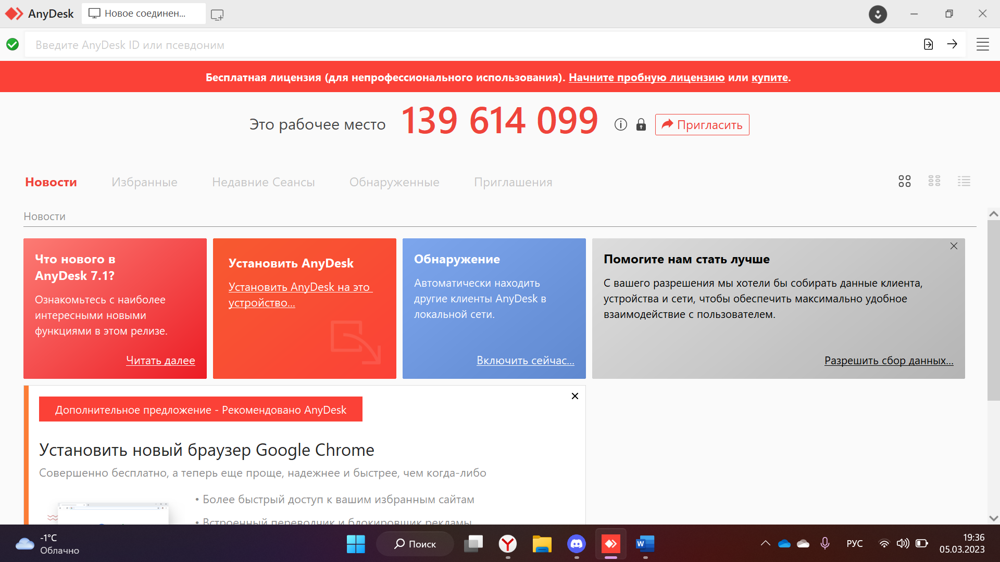 AnyDesk
Новое соединен...
Введите AnyDesk ID или псевдоним
Бесплатная лицензия (для непрофессионального использования). Начните пробную лицензию или купите.
Это рабочее место 139 614 099 Пригласить
Новости Избранные Недавние Сеансы Обнаруженные Приглашения
Новости
Что нового в
AnyDesk 7.1?
Ознакомьтесь с наиболее
интересными новыми
функциями в этом релизе.
Читать далее
Установить AnyDesk
Установить AnyDesk на это
устройство...
Обнаружение
Автоматически находить
другие клиенты AnyDesk в
локальной сети.
Включить сейчас...
Помогите нам стать лучше
С вашего разрешения мы хотели бы собирать данные клиента,
устройства и сети, чтобы обеспечить максимально удобное
взаимодействие с пользователем.
Разрешить сбор данных...
Дополнительное предложение - Рекомендовано AnyDesk
Установить новый браузер Google Chrome
Совершенно бесплатно, а теперь еще проще, надежнее и быстрее, чем когда-либо
• Более быстрый доступ к вашим избранным сайтам
• Встроенный переводчик и блокировщик рекламы
-1°C
Облачно
Поиск
W
РУС
19:36
05.03.2023